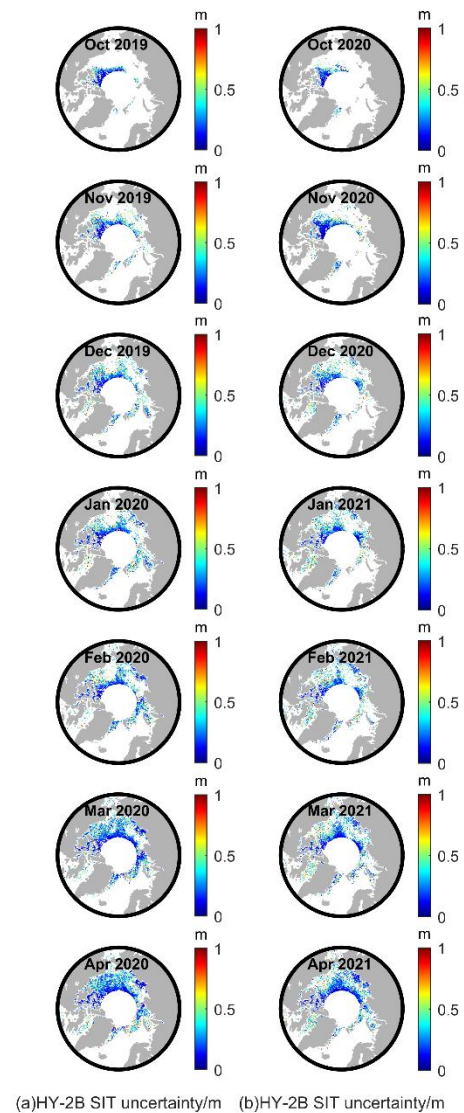 m m
Oct 2019 1 Oct 2020 1
0.5 0.5
0 0
m m
Nov 2019 1 Nov 2020 1
0.5 0.5
0 0
m m
Dec 2019 1 Dec 2020 1
0.5 0.5
0 0
m m
Jan 2020 1 Jan 2021 1
0.5 0.5
0 0
m m
Feb 2020 1 Feb 2021 1
0.5 0.5
0 0
m m
Mar 2020 1 Mar 2021 1
0.5 0.5
0 0
m m
Apr 2020 1 Apr 2021 1
0.5 0.5
0 0
(a)HY-2B SIT uncertainty/m (b)HY-2B SIT uncertainty/m